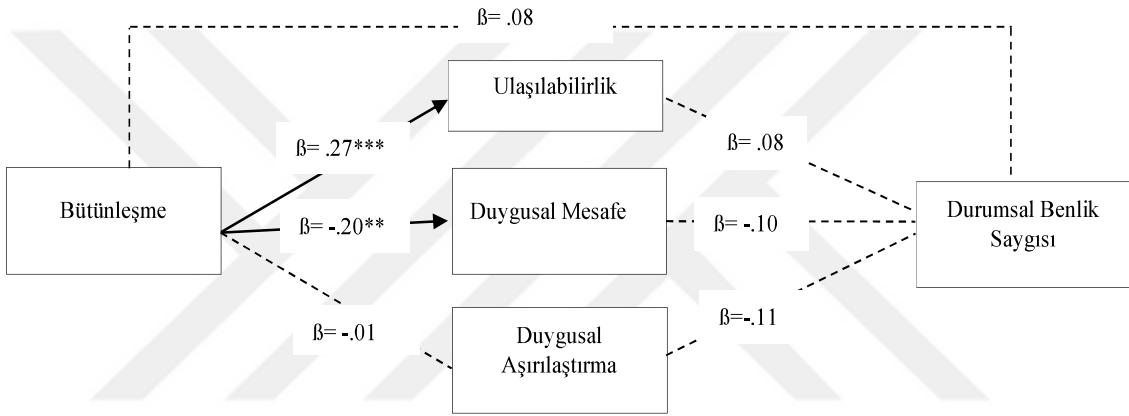 ß= .08
Ulaşılabilirlik
ß= .27***
ß= .08
Bütünleşme
ß= -.20**
Duygusal Mesafe
ß= -.10
Durumsal Benlik
Saygısı
ß= -.01
Duygusal
Aşırılaştırma
ß=-.11